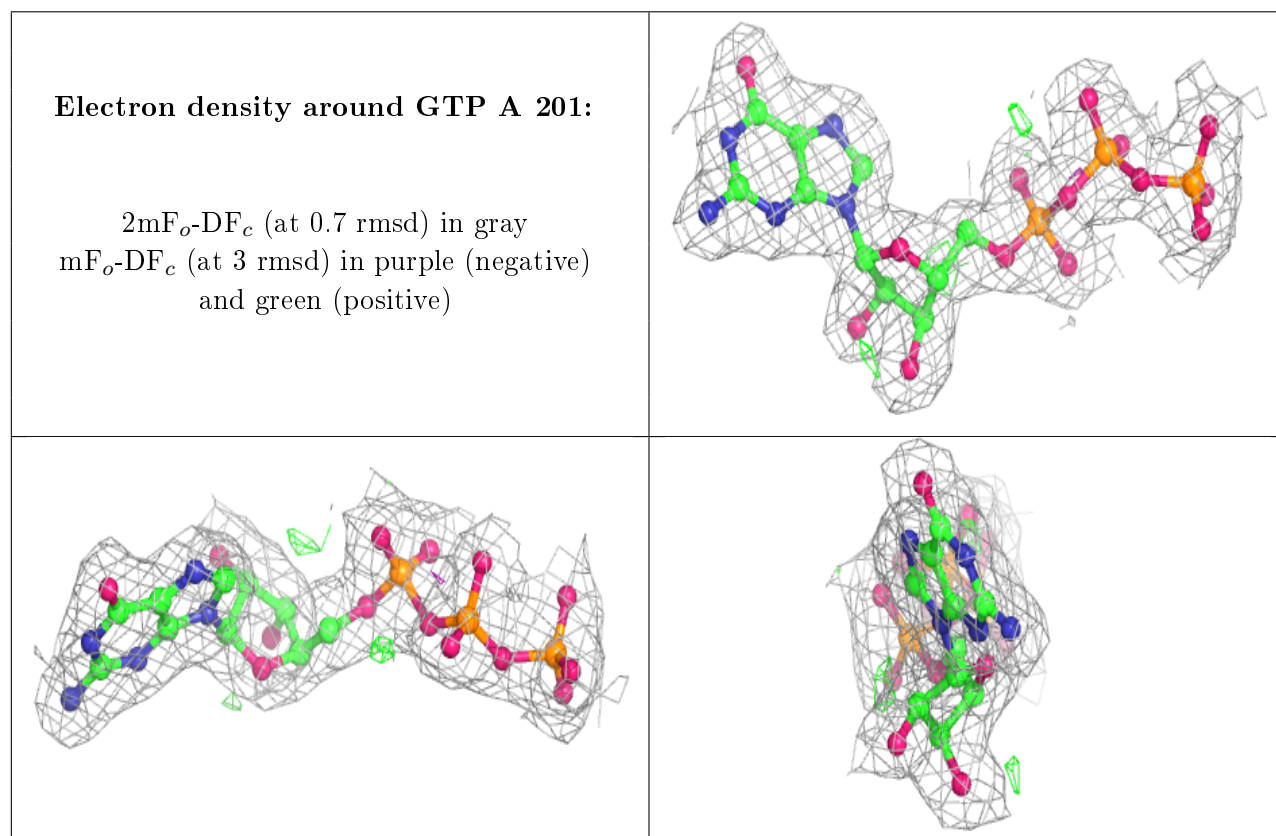 Electron density around GTP A 201:
2mFo-DFc (at 0.7 rmsd) in gray
mFo-DFc (at 3 rmsd) in purple (negative)
and green (positive)